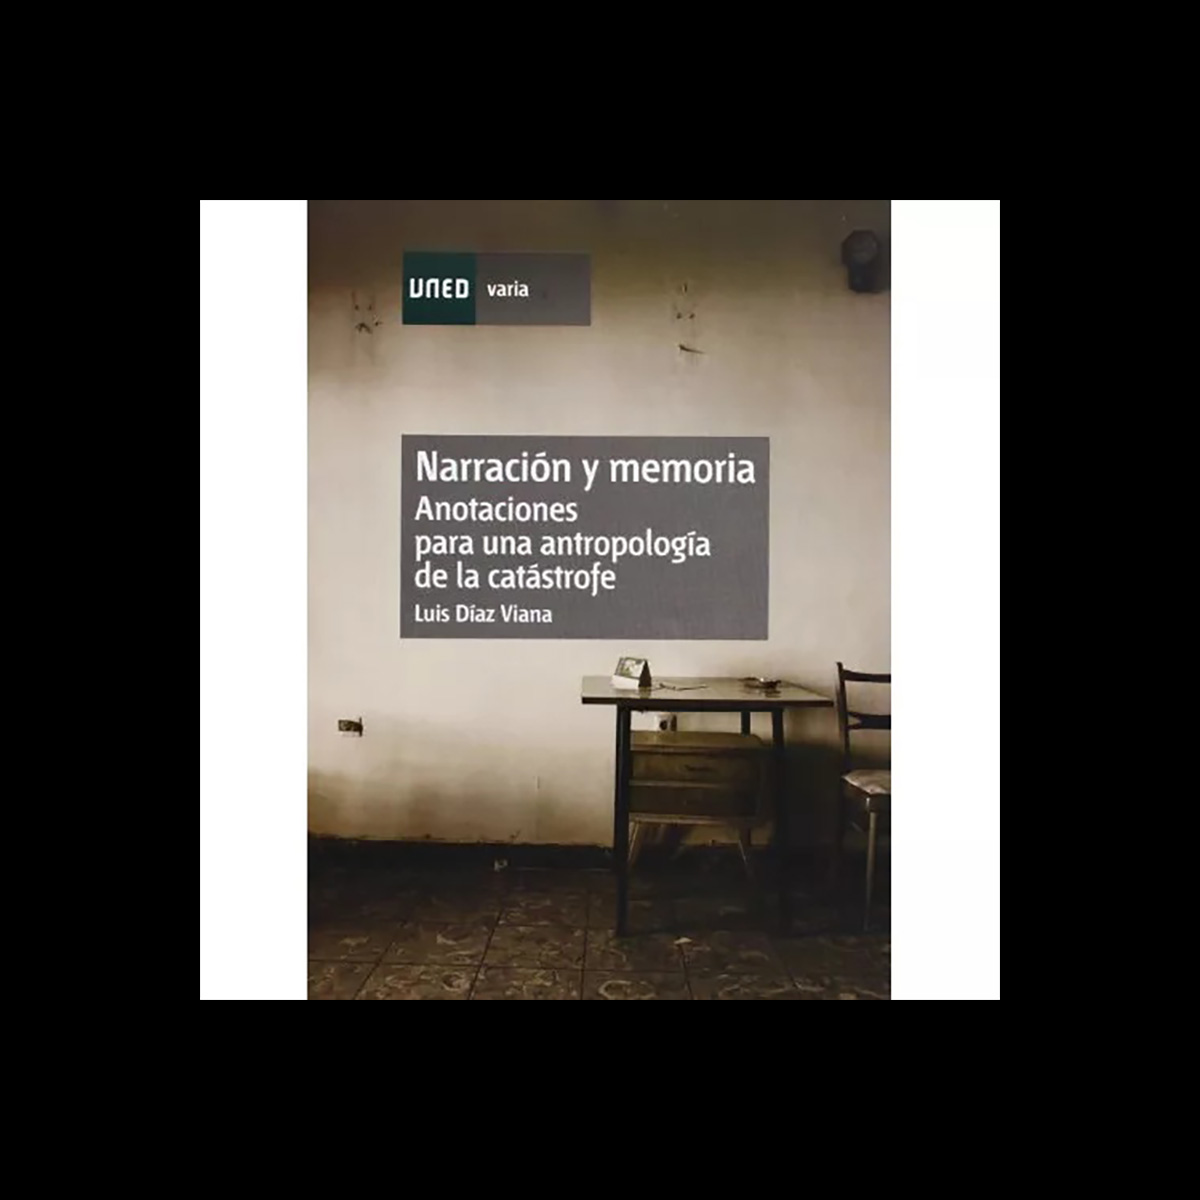 UNED varia
Narración y memoria
Anotaciones
para una antropología
de la catástrofe
Luis Díaz Viana